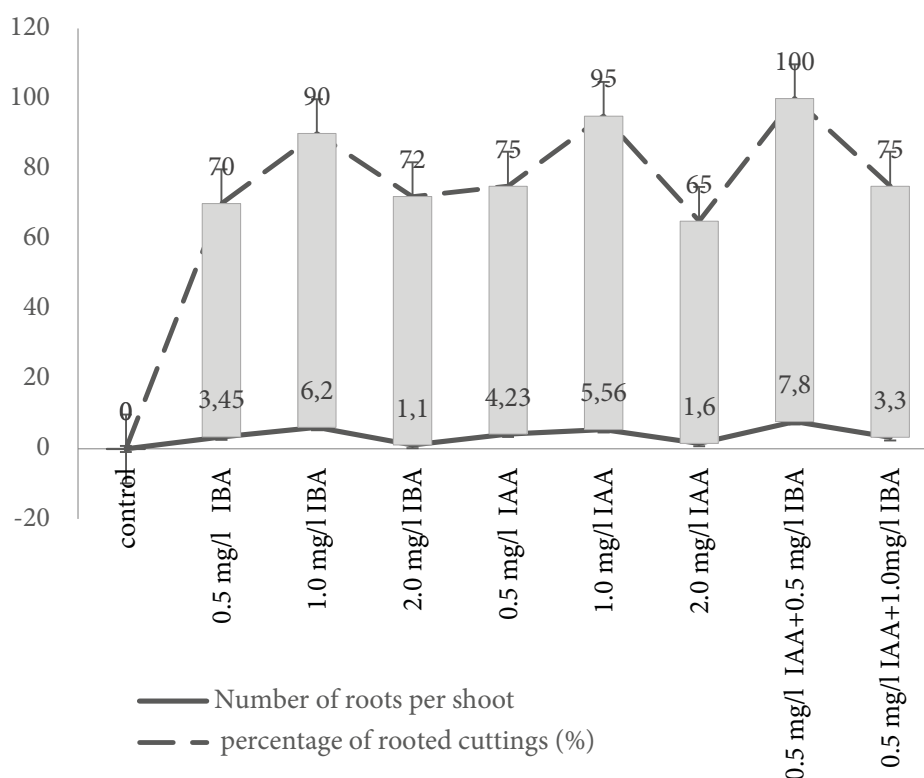 120
100
80
60
40
20
0
-20
0
70
90
72
75
95
65
100
75
3,45
6,2
1,1
4,23
5,56
1,6
7,8
3,3
control
0.5 mg/l IBA
1.0 mg/l IBA
2.0 mg/l IBA
0.5 mg/l IAA
1.0 mg/l IAA
2.0 mg/l IAA
0.5 mg/l IAA+0.5 mg/l IBA
0.5 mg/l IAA+1.0mg/l IBA
Number of roots per shoot
percentage of rooted cuttings (%)